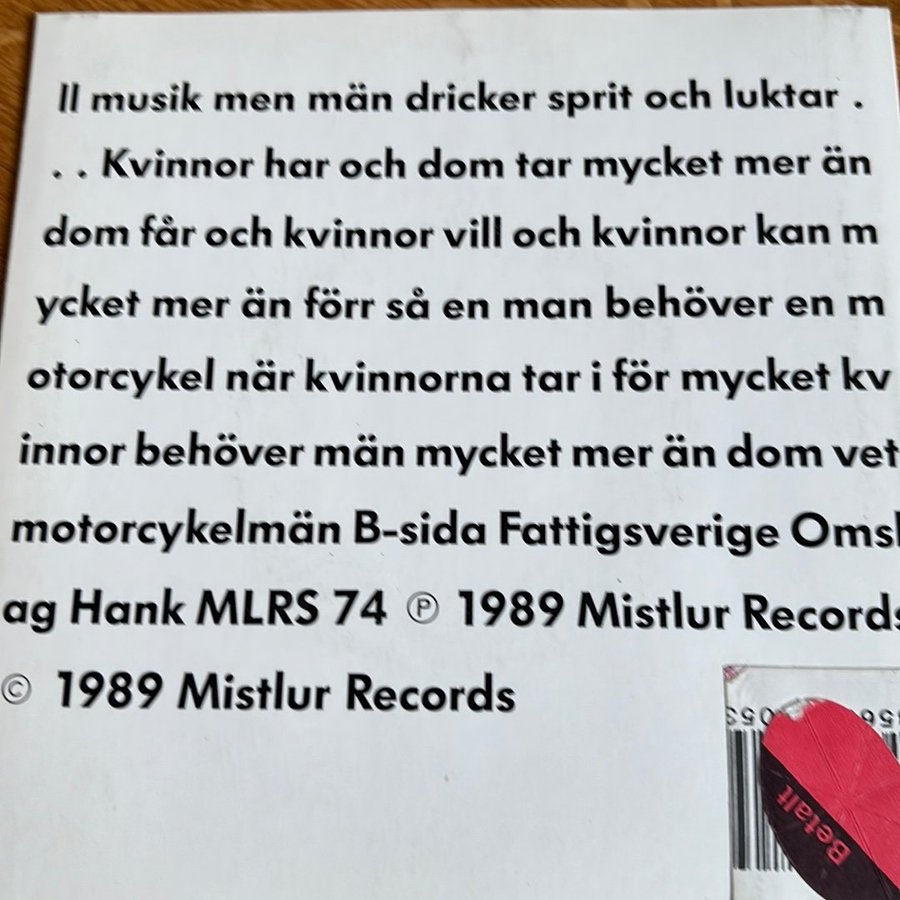 ll musik men män dricker sprit och luktar .
. . Kvinnor har och dom tar mycket mer än
dom får och kvinnor vill och kvinnor kan m
ycket mer än förr så en man behöver en m
otorcykel när kvinnorna tar i för mycket kv
innor behöver män mycket mer än dom vet
motorcykelmän B-sida Fattigsverige Omsl
ag Hank MLRS 74 ℗ 1989 Mistlur Records
© 1989 Mistlur Records
Betalt